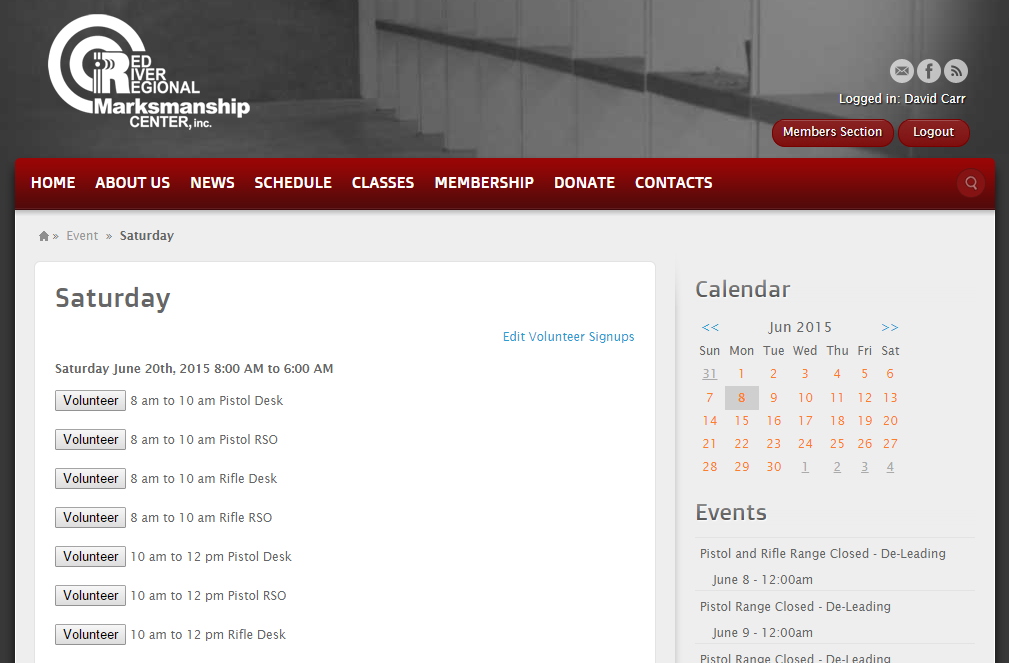 RED
RIVER
REGIONAL
Marksmanship
CENTER, inc.
Logged in: David Carr
Members Section Logout
HOME ABOUT US NEWS SCHEDULE CLASSES MEMBERSHIP DONATE CONTACTS
» Event » Saturday
Saturday
Edit Volunteer Signups
Saturday June 20th, 2015 8:00 AM to 6:00 AM
Volunteer 8 am to 10 am Pistol Desk
Volunteer 8 am to 10 am Pistol RSO
Volunteer 8 am to 10 am Rifle Desk
Volunteer 8 am to 10 am Rifle RSO
Volunteer 10 am to 12 pm Pistol Desk
Volunteer 10 am to 12 pm Pistol RSO
Volunteer 10 am to 12 pm Rifle Desk
Calendar
<< Jun 2015 >>
Sun Mon Tue Wed Thu Fri Sat
31 1 2 3 4 5 6
7 8 9 10 11 12 13
14 15 16 17 18 19 20
21 22 23 24 25 26 27
28 29 30 1 2 3 4
Events
Pistol and Rifle Range Closed - De-Leading
June 8 - 12:00am
Pistol Range Closed - De-Leading
June 9 - 12:00am
Pistol Range Closed - De-Leading